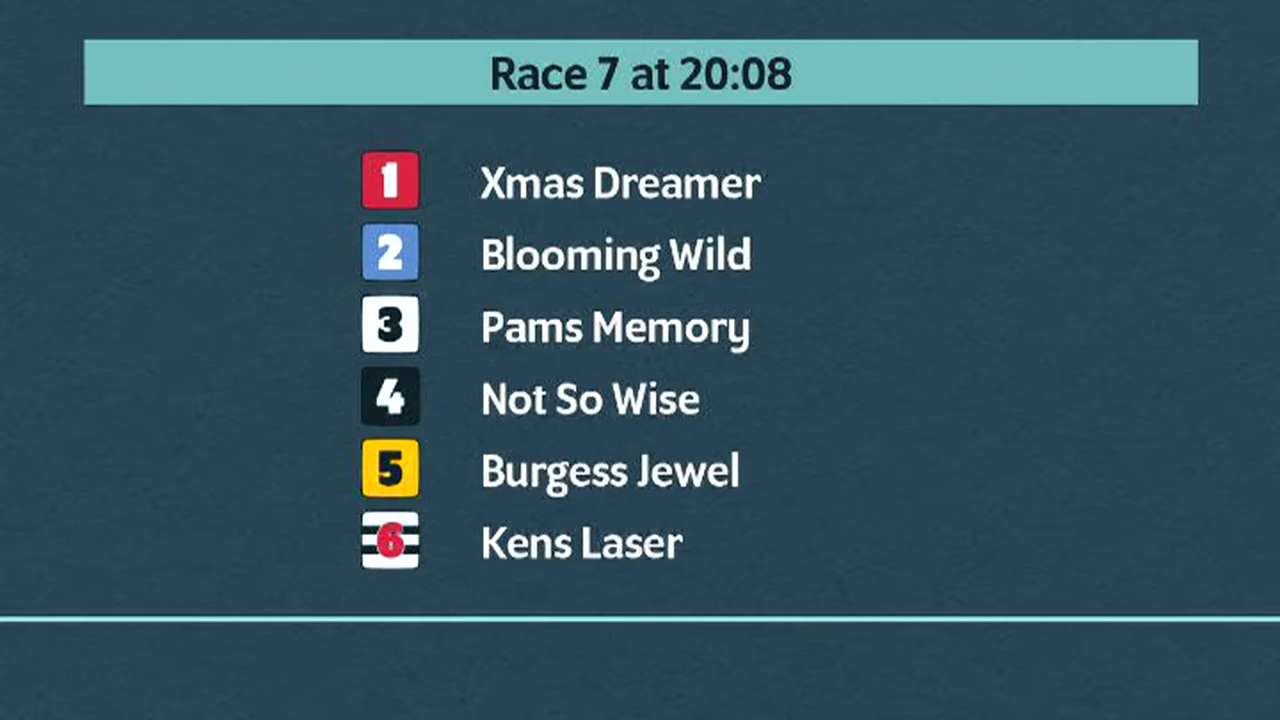 Race 7 at 20:08
1 Xmas Dreamer
2 Blooming Wild
3 Pams Memory
4 Not So Wise
5 Burgess Jewel
6 Kens Laser